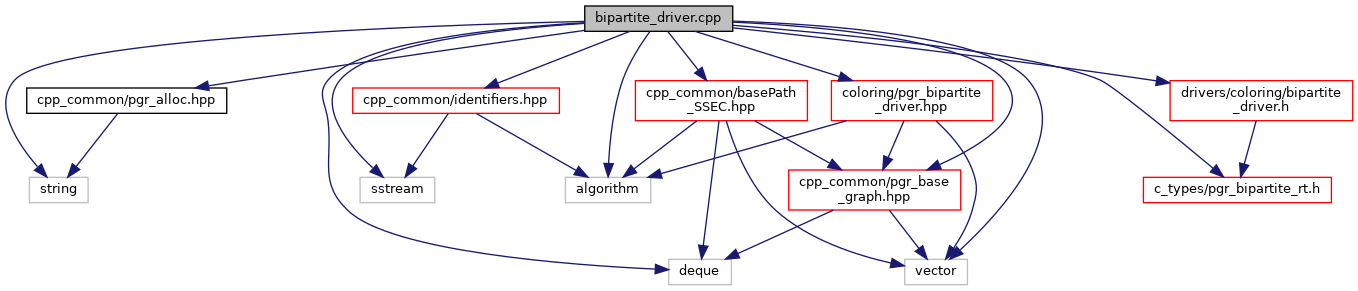 bipartite_driver.cpp
cpp_common/pgr_alloc.hpp
cpp_common/identifiers.hpp
cpp_common/basePath
_SSEC.hpp
coloring/pgr_bipartite
_driver.hpp
drivers/coloring/bipartite
_driver.h
string
sstream
algorithm
cpp_common/pgr_base
_graph.hpp
c_types/pgr_bipartite_rt.h
deque
vector